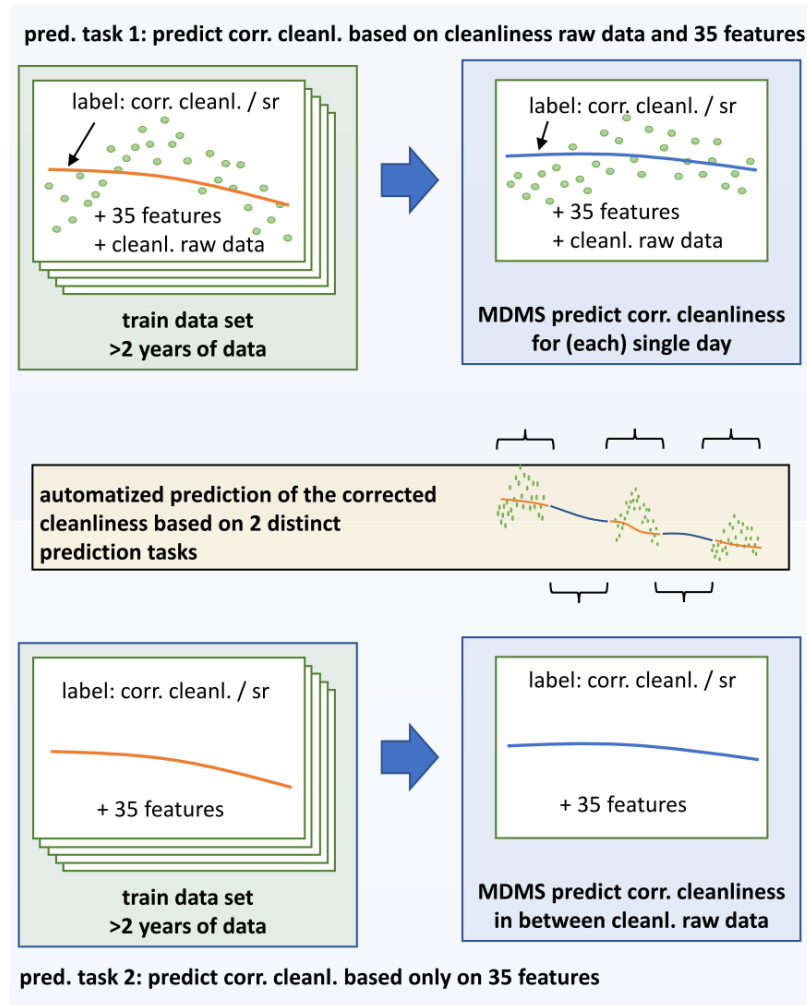 pred. task 1: predict corr. cleanl. based on cleanliness raw data and 35 features
label: corr. cleanl. / sr
+ 35 features
+ cleanl. raw data
train data set
>2 years of data
label: corr. cleanl. / sr
+ 35 features
+ cleanl. raw data
MDMS predict corr. cleanliness
for (each) single day
automatized prediction of the corrected
cleanliness based on 2 distinct
prediction tasks
label: corr. cleanl. / sr
+ 35 features
train data set
>2 years of data
label: corr. cleanl. / sr
+ 35 features
MDMS predict corr. cleanliness
in between cleanl. raw data
pred. task 2: predict corr. cleanl. based only on 35 features